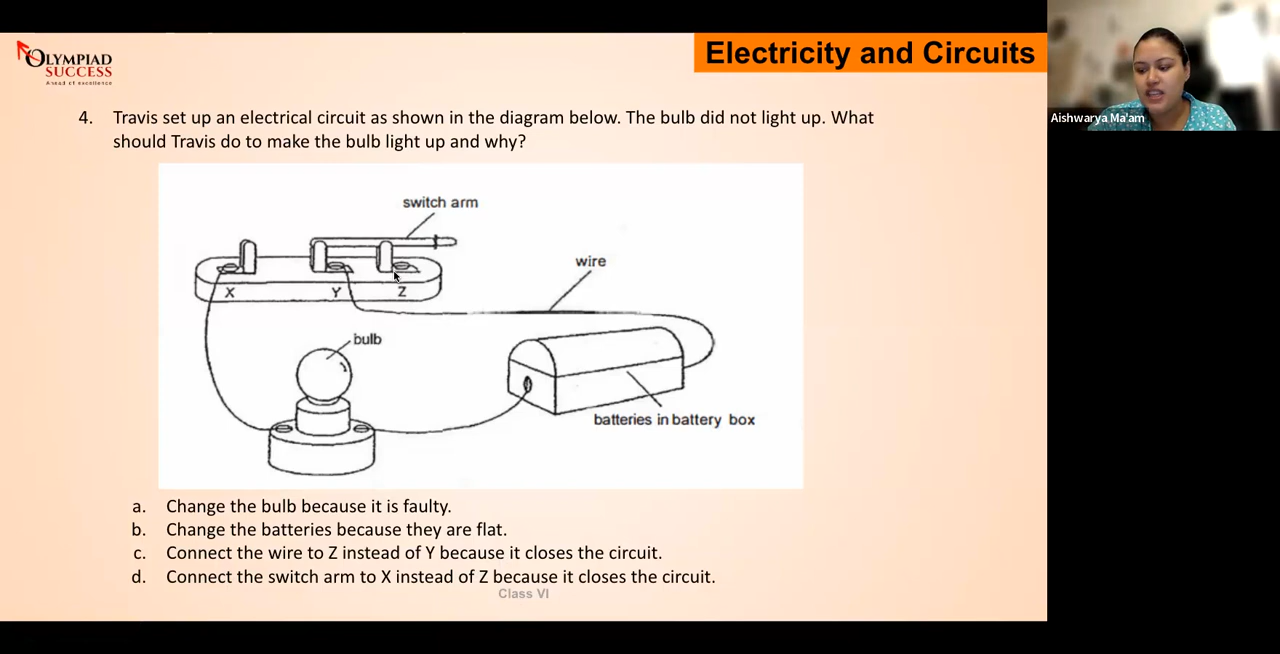 OLYMPIAD
SUCCESS
Ahead of excellence
Electricity and Circuits
Aishwarya Ma'am
4. Travis set up an electrical circuit as shown in the diagram below. The bulb did not light up. What
should Travis do to make the bulb light up and why?
switch arm
wire
X Y Z
bulb
batteries in battery box
a. Change the bulb because it is faulty.
b. Change the batteries because they are flat.
c. Connect the wire to Z instead of Y because it closes the circuit.
d. Connect the switch arm to X instead of Z because it closes the circuit.
Class VI